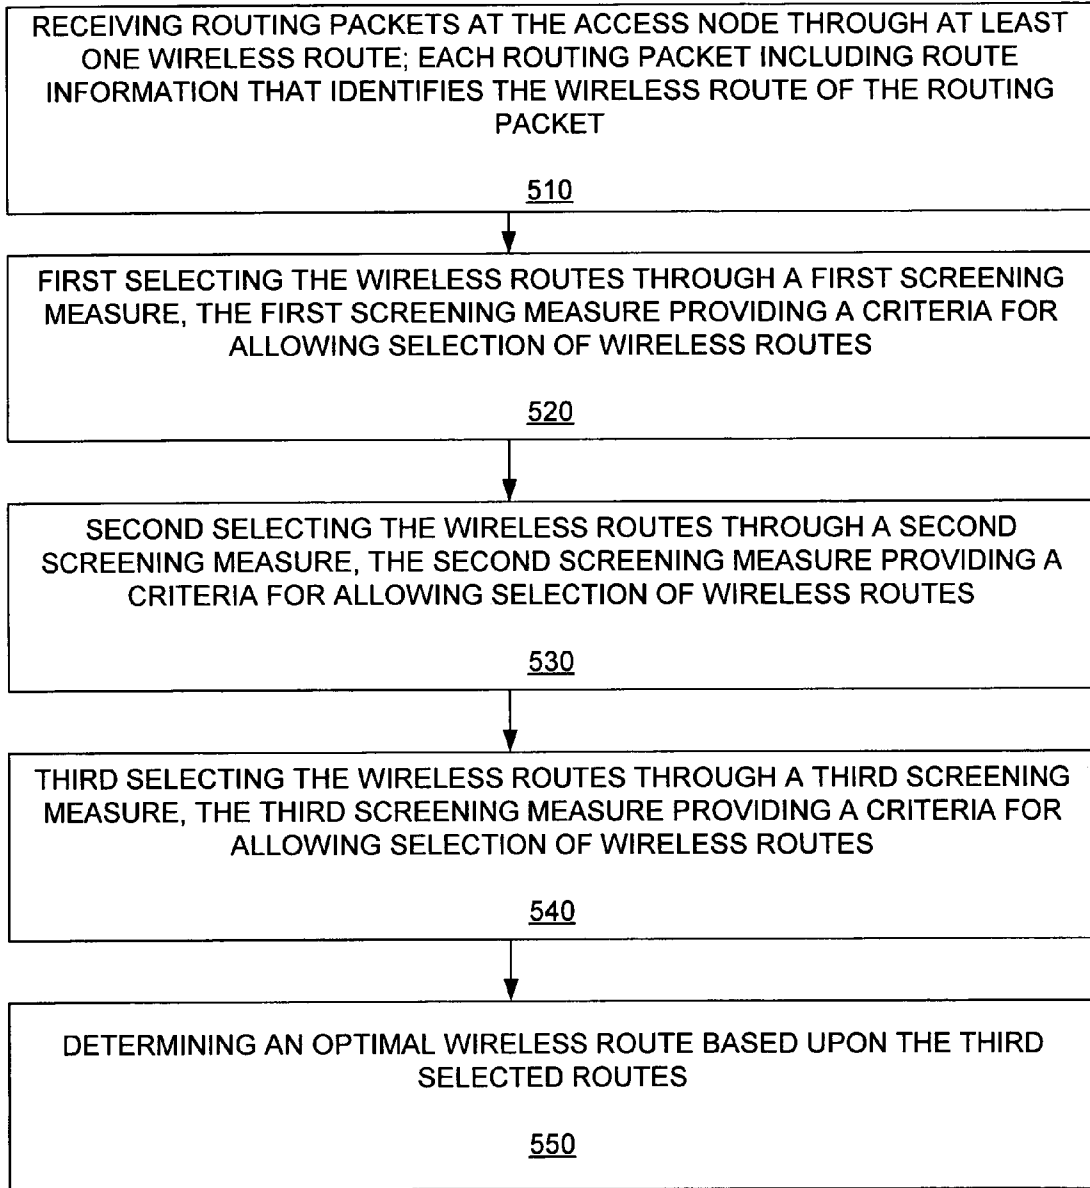 RECEIVING ROUTING PACKETS AT THE ACCESS NODE THROUGH AT LEAST
ONE WIRELESS ROUTE; EACH ROUTING PACKET INCLUDING ROUTE
INFORMATION THAT IDENTIFIES THE WIRELESS ROUTE OF THE ROUTING
PACKET
510
FIRST SELECTING THE WIRELESS ROUTES THROUGH A FIRST SCREENING
MEASURE, THE FIRST SCREENING MEASURE PROVIDING A CRITERIA FOR
ALLOWING SELECTION OF WIRELESS ROUTES
520
SECOND SELECTING THE WIRELESS ROUTES THROUGH A SECOND
SCREENING MEASURE, THE SECOND SCREENING MEASURE PROVIDING A
CRITERIA FOR ALLOWING SELECTION OF WIRELESS ROUTES
530
THIRD SELECTING THE WIRELESS ROUTES THROUGH A THIRD SCREENING
MEASURE, THE THIRD SCREENING MEASURE PROVIDING A CRITERIA FOR
ALLOWING SELECTION OF WIRELESS ROUTES
540
DETERMINING AN OPTIMAL WIRELESS ROUTE BASED UPON THE THIRD
SELECTED ROUTES
550